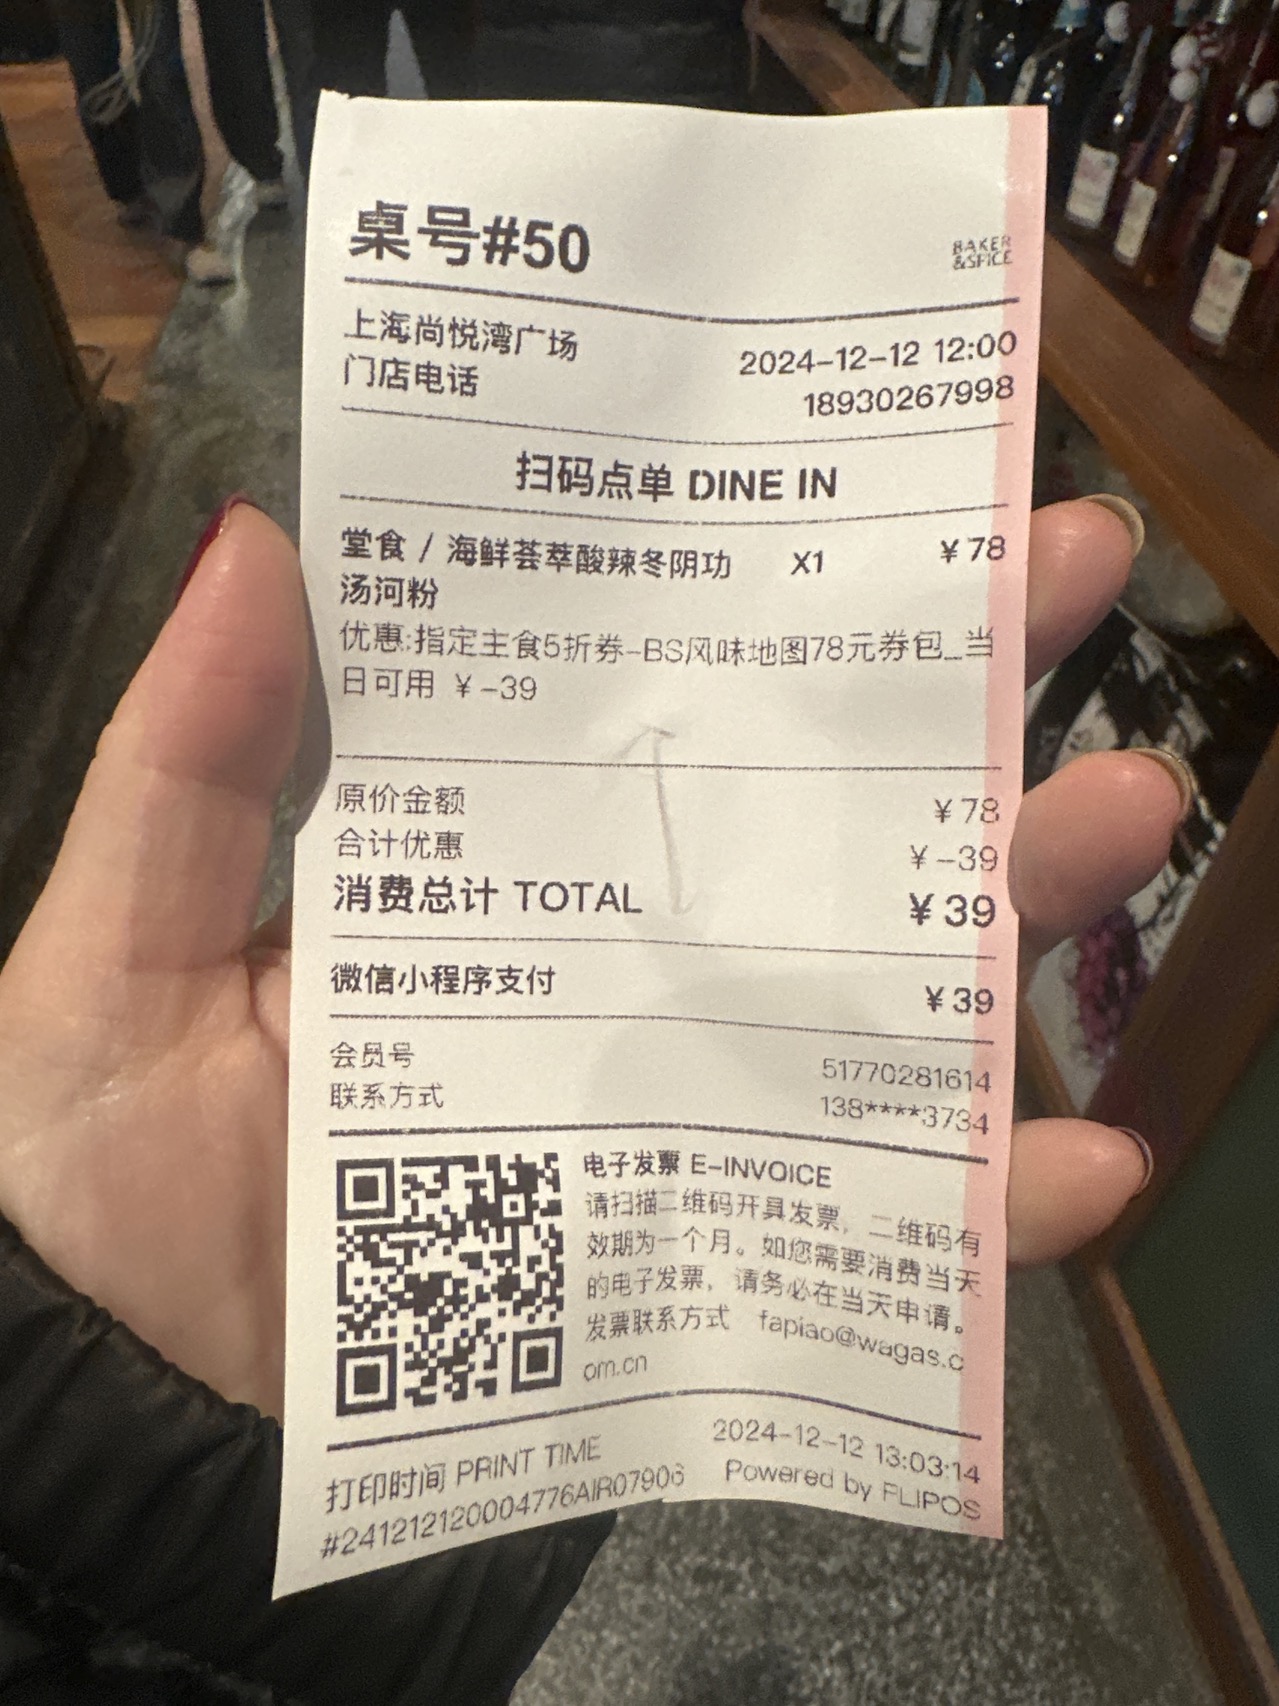 桌号#50
BAKER
&SPICE
上海尚悦湾广场 2024-12-12 12:00
门店电话 18930267998
扫码点单 DINE IN
堂食 / 海鲜荟萃酸辣冬阴功 X1 ¥78
汤河粉
优惠:指定主食5折券-BS风味地图78元券包_当
日可用 ¥-39
原价金额 ¥78
合计优惠 ¥-39
消费总计 TOTAL ¥39
微信小程序支付 ¥39
会员号 51770281614
联系方式 138****3734
电子发票 E-INVOICE
请扫描二维码开具发票，二维码有
效期为一个月。如您需要消费当天
的电子发票，请务必在当天申请。
发票联系方式 fapiao@wagas.c
om.cn
打印时间 PRINT TIME 2024-12-12 13:03:14
#241212120004776AIR07906 Powered by FLIPOS